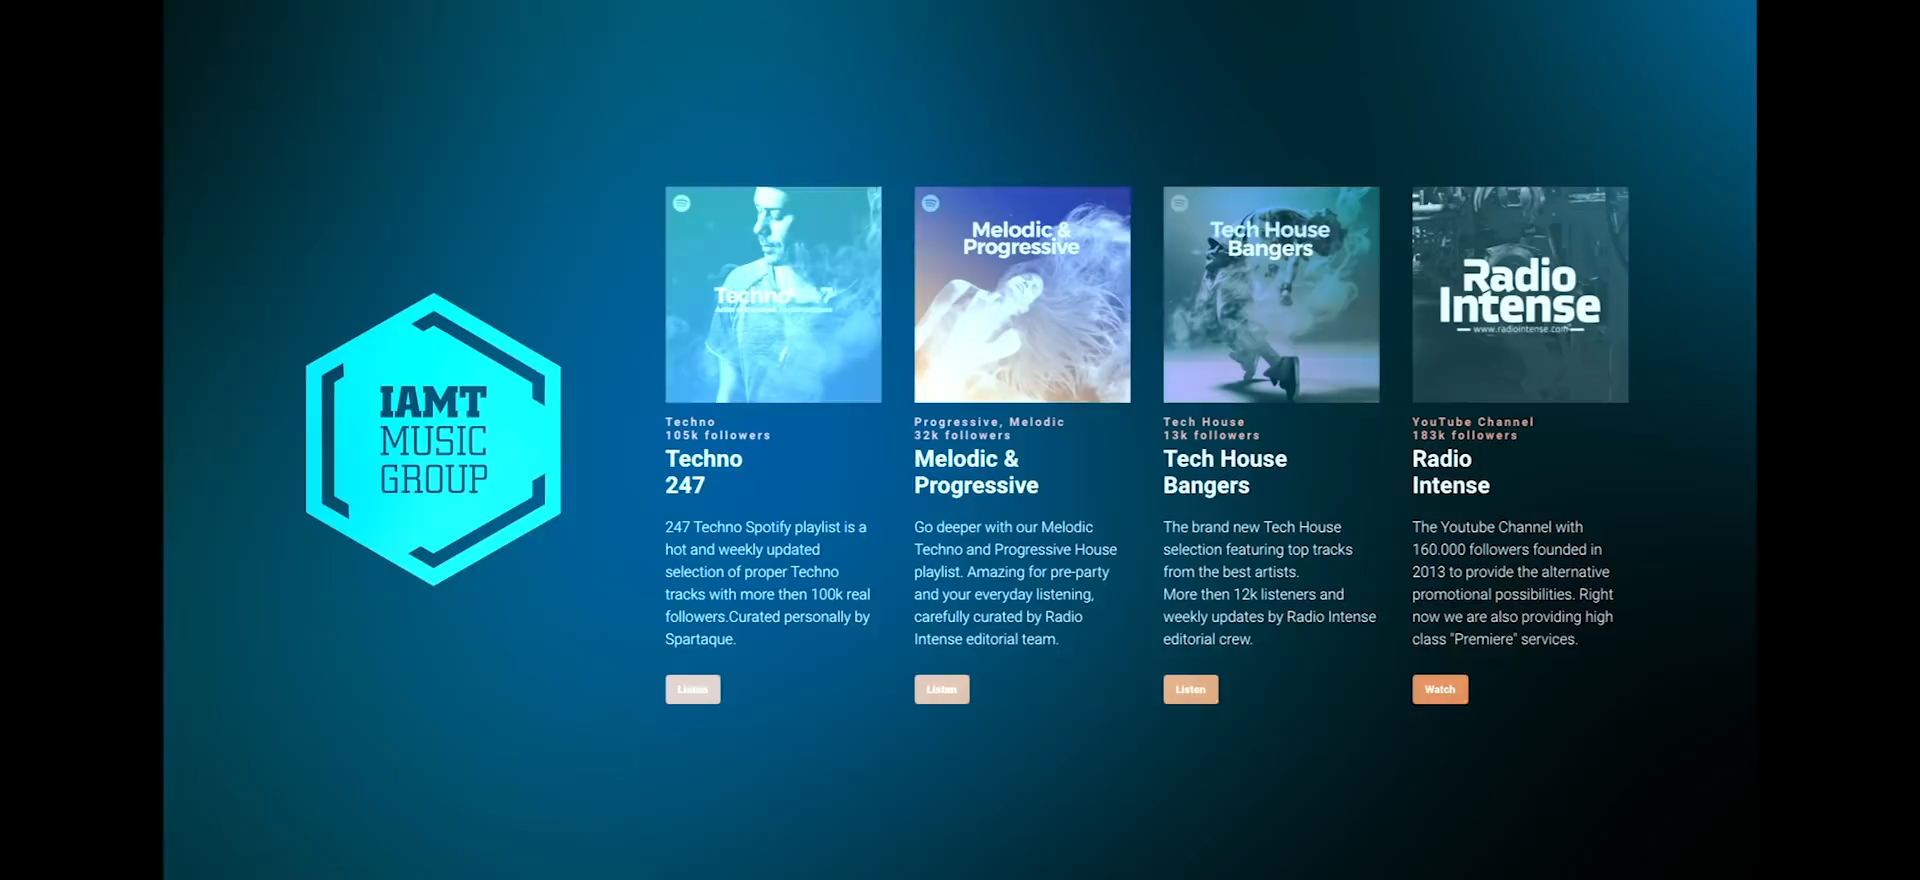 IAMT
MUSIC
GROUP
Techno 247
Melodic &
Progressive
Tech House
Bangers
Radio
Intense
www.radiointense.com
Techno
105k followers
Techno
247
247 Techno Spotify playlist is a
hot and weekly updated
selection of proper Techno
tracks with more then 100k real
followers.Curated personally by
Spartaque.
Listen
Progressive, Melodic
32k followers
Melodic &
Progressive
Go deeper with our Melodic
Techno and Progressive House
playlist. Amazing for pre-party
and your everyday listening,
carefully curated by Radio
Intense editorial team.
Listen
Tech House
13k followers
Tech House
Bangers
The brand new Tech House
selection featuring top tracks
from the best artists.
More then 12k listeners and
weekly updates by Radio Intense
editorial crew.
Listen
YouTube Channel
183k followers
Radio
Intense
The Youtube Channel with
160.000 followers founded in
2013 to provide the alternative
promotional possibilities. Right
now we are also providing high
class "Premiere" services.
Watch